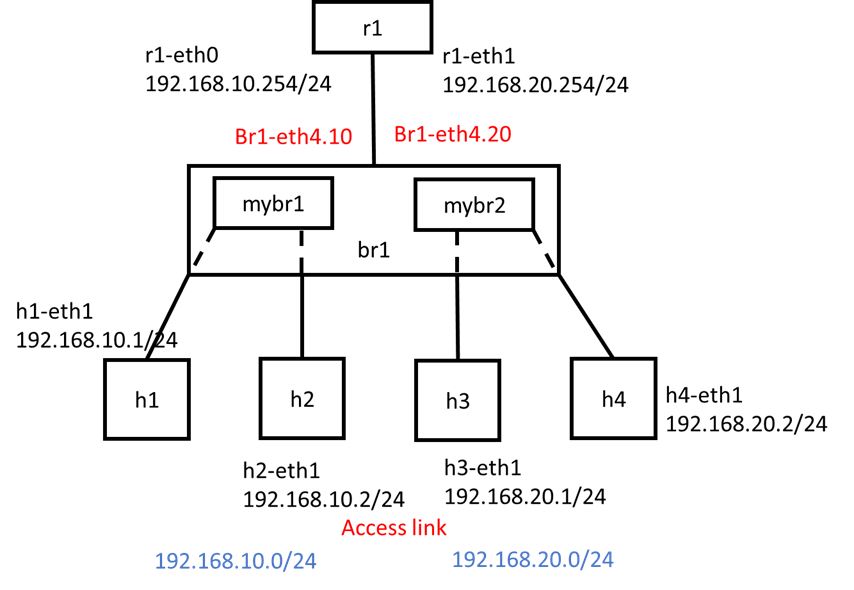 r1
r1-eth0
192.168.10.254/24
r1-eth1
192.168.20.254/24
Br1-eth4.10
Br1-eth4.20
mybr1
mybr2
br1
h1-eth1
192.168.10.1/24
h1
h2
h3
h4
h4-eth1
192.168.20.2/24
h2-eth1
192.168.10.2/24
h3-eth1
192.168.20.1/24
Access link
192.168.10.0/24
192.168.20.0/24